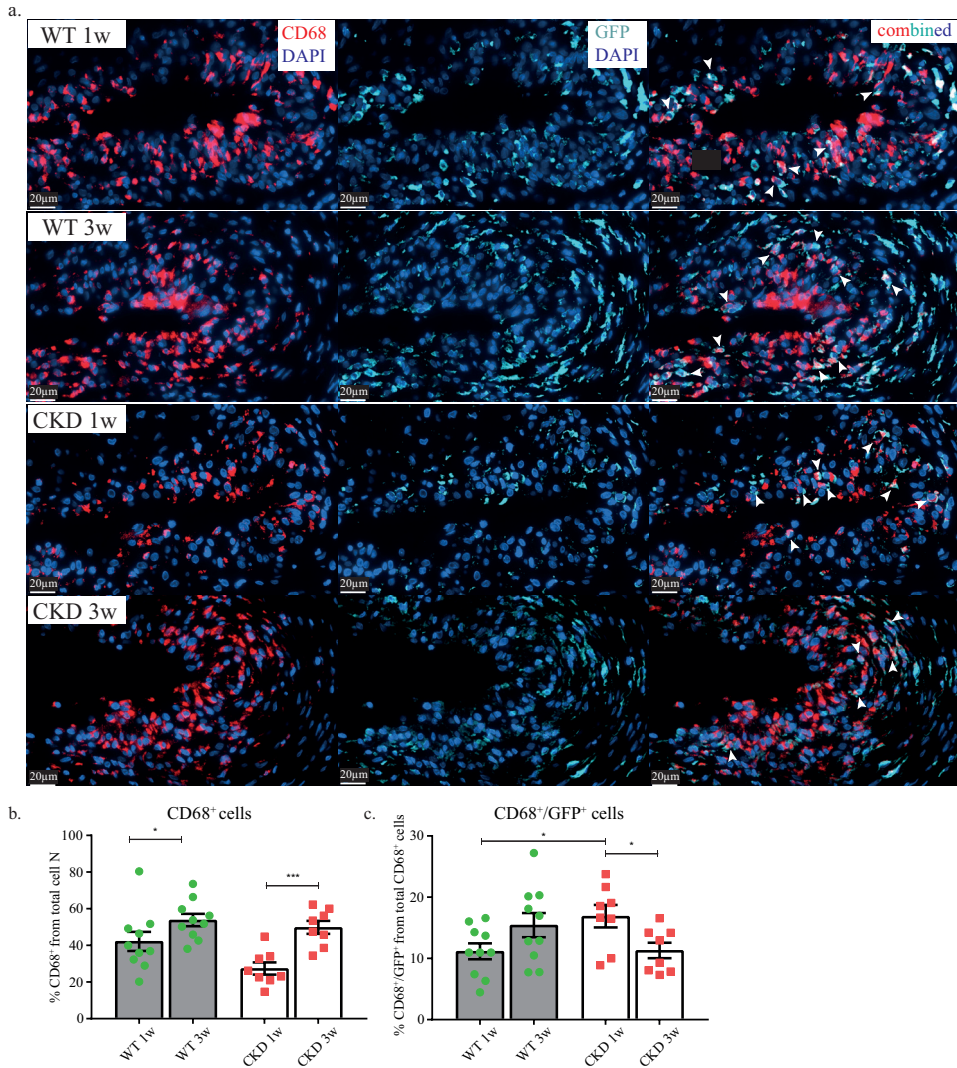 a.
WT 1w
CD68
DAPI
GFP
DAPI
combined
20µm
20µm
20µm
WT 3w
20µm
20µm
20µm
CKD 1w
20µm
20µm
20µm
CKD 3w
20µm
20µm
20µm
b.
CD68⁺ cells
% CD68⁺ from total cell N
100
80
60
40
20
0
*
***
WT 1w
WT 3w
CKD 1w
CKD 3w
c.
CD68⁺/GFP⁺ cells
% CD68⁺/GFP⁺ from total CD68⁺ cells
30
20
10
0
*
*
WT 1w
WT 3w
CKD 1w
CKD 3w